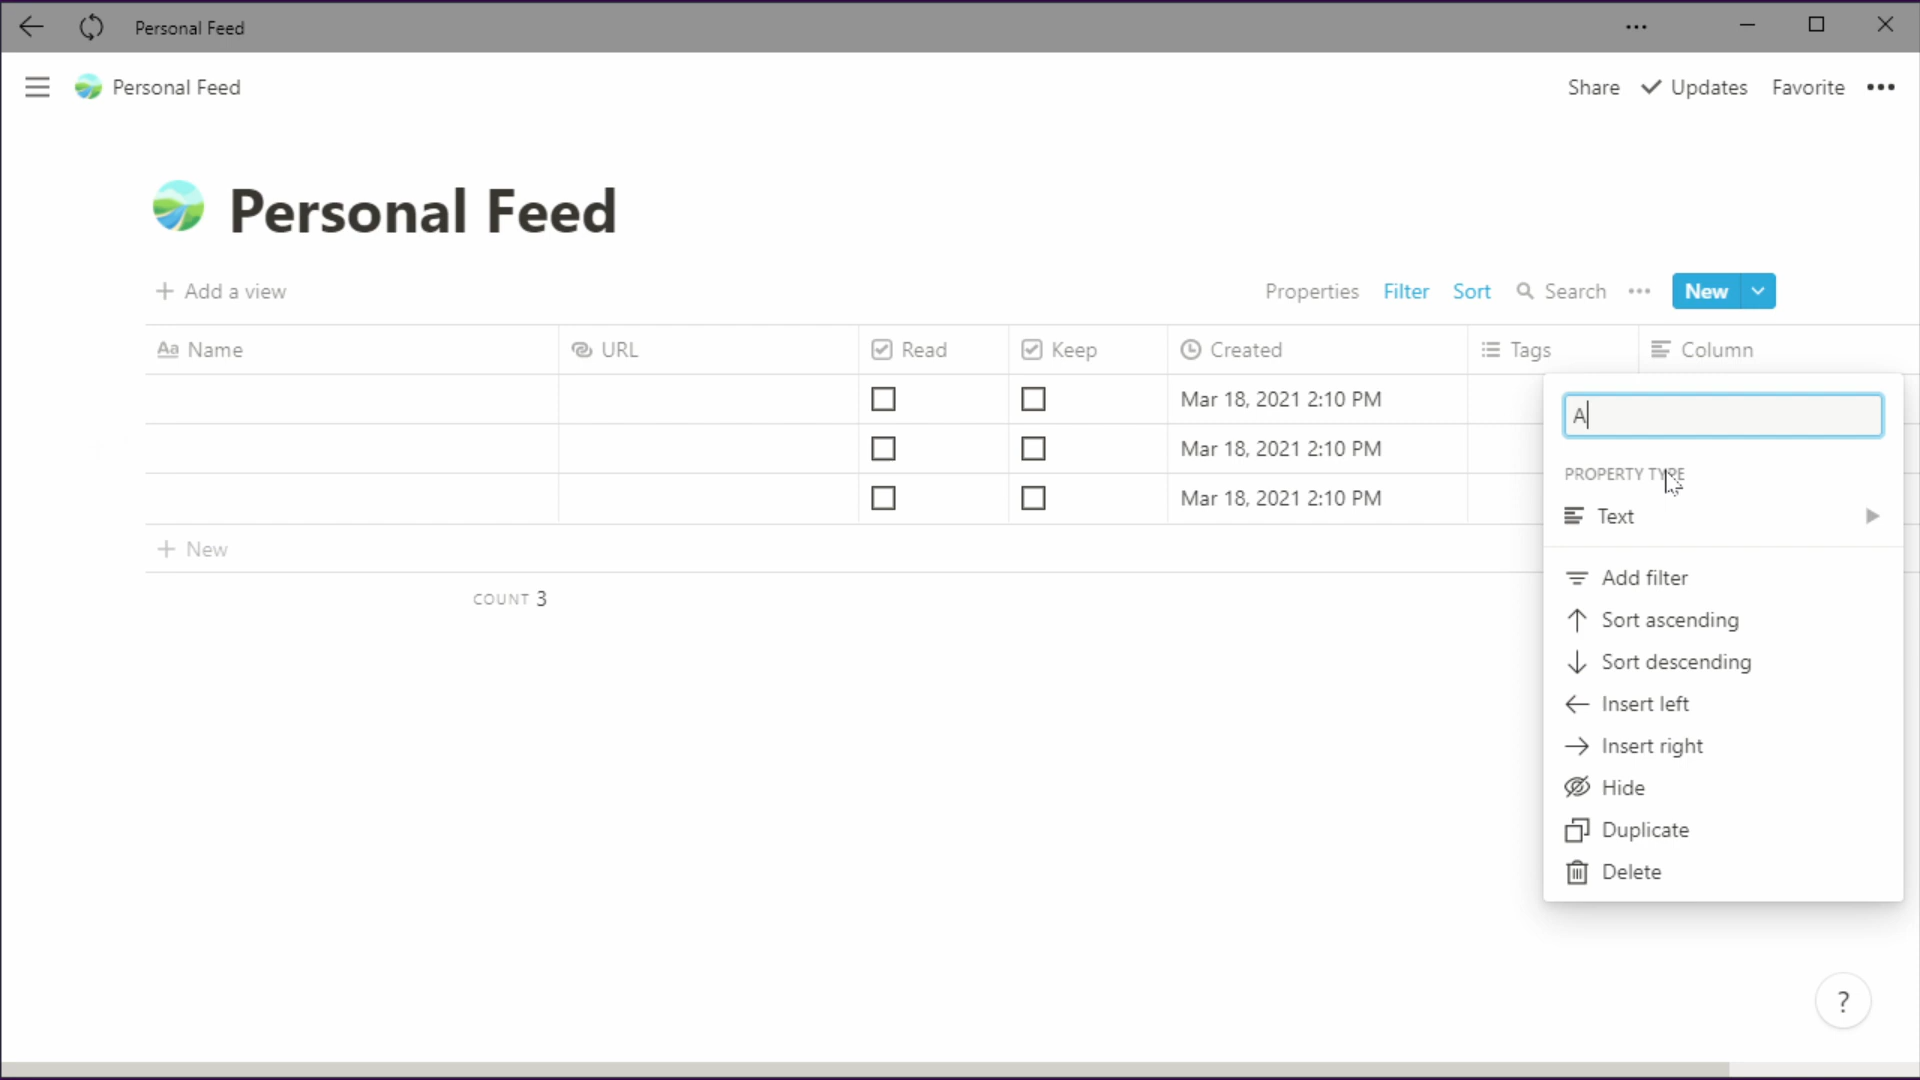 Personal Feed
Personal Feed
Share Updates Favorite
Personal Feed
Add a view
Properties Filter Sort Search New
Aa Name URL Read Keep Created Tags Column
Mar 18, 2021 2:10 PM
Mar 18, 2021 2:10 PM
Mar 18, 2021 2:10 PM
New
COUNT 3
A
PROPERTY TYPE
Text
Add filter
Sort ascending
Sort descending
Insert left
Insert right
Hide
Duplicate
Delete
?